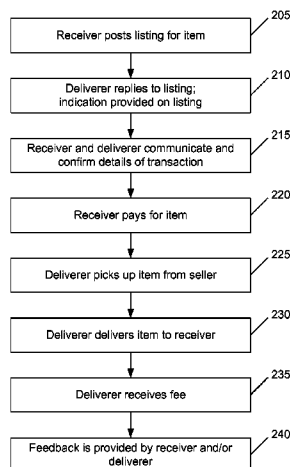 205
Receiver posts listing for item
210
Deliverer replies to listing;
indication provided on listing
215
Receiver and deliverer communicate and
confirm details of transaction
220
Receiver pays for item
225
Deliverer picks up item from seller
230
Deliverer delivers item to receiver
235
Deliverer receives fee
240
Feedback is provided by receiver and/or
deliverer